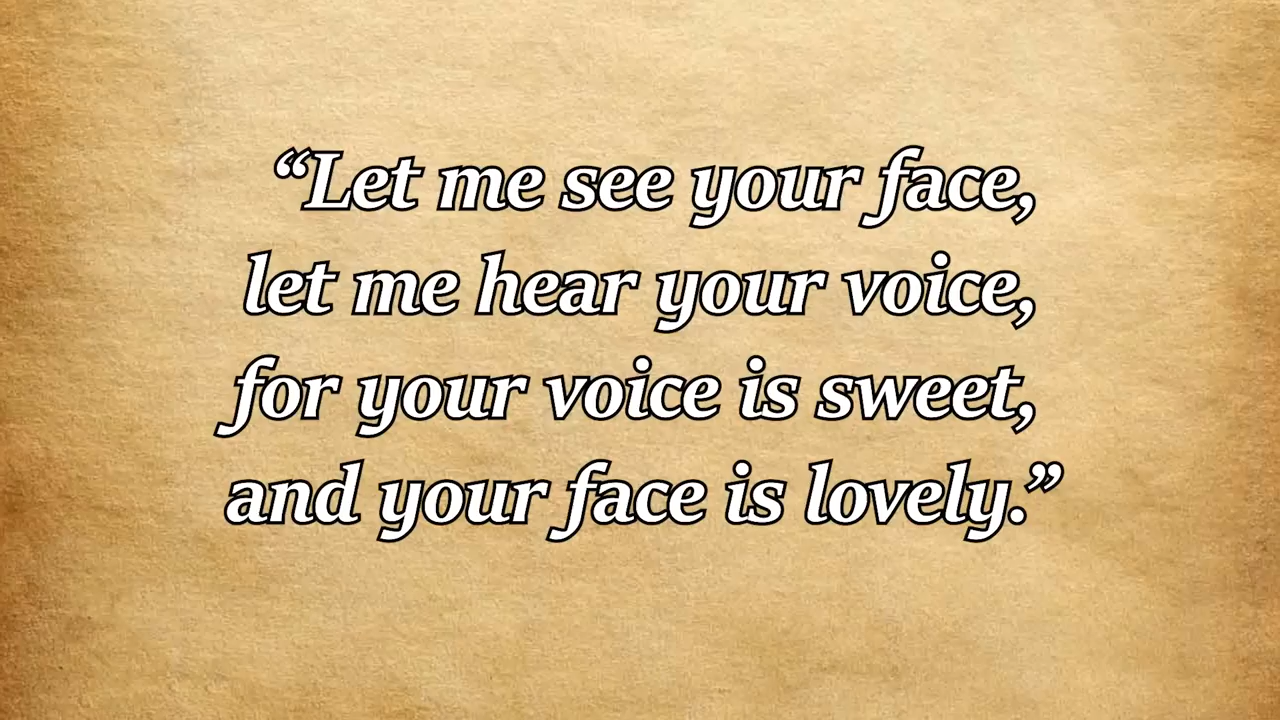 “Let me see your face,
let me hear your voice,
for your voice is sweet,
and your face is lovely.”